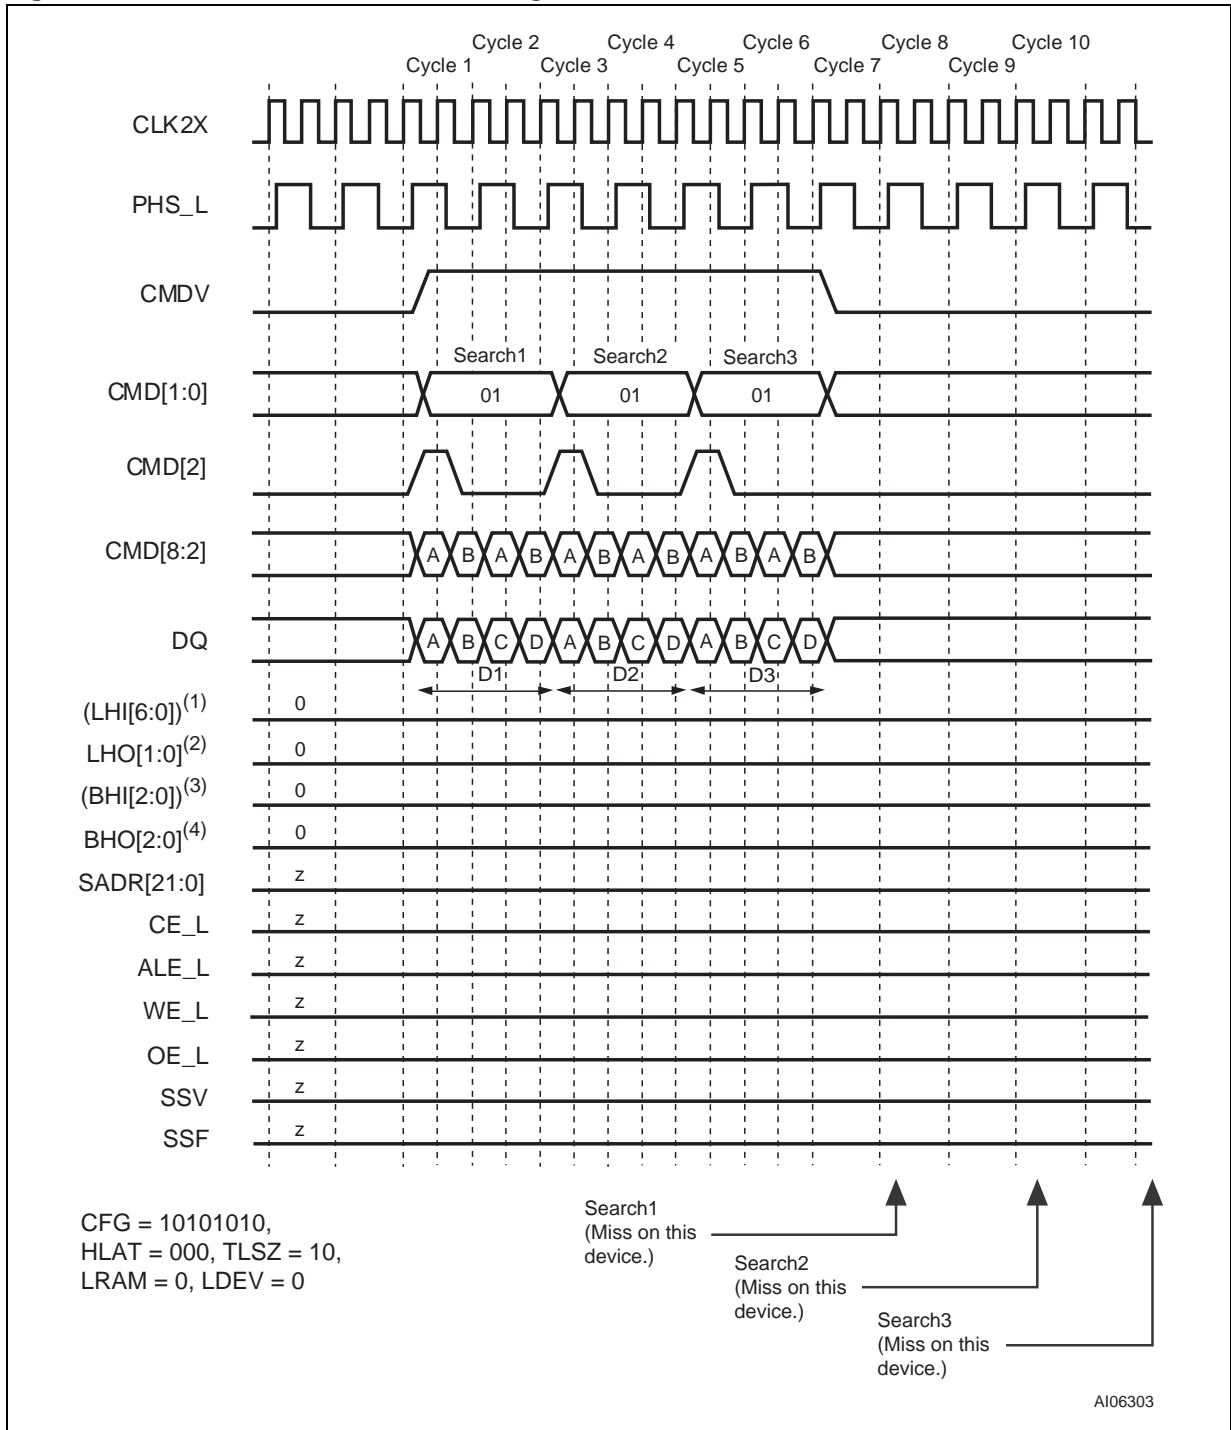 Cycle 2 Cycle 4 Cycle 6 Cycle 8 Cycle 10
Cycle 1 Cycle 3 Cycle 5 Cycle 7 Cycle 9
CLK2X
PHS_L
CMDV
Search1 Search2 Search3
CMD[1:0] 01 01 01
CMD[2]
CMD[8:2] A B A B A B A B A B A B
DQ A B C D A B C D A B C D
D1 D2 D3
(LHI[6:0])(1) 0
LHO[1:0](2) 0
(BHI[2:0])(3) 0
BHO[2:0](4) 0
SADR[21:0] z
CE_L z
ALE_L z
WE_L z
OE_L z
SSV z
SSF z
CFG = 10101010,
HLAT = 000, TLSZ = 10,
LRAM = 0, LDEV = 0
Search1
(Miss on this
device.)
Search2
(Miss on this
device.)
Search3
(Miss on this
device.)
AI06303